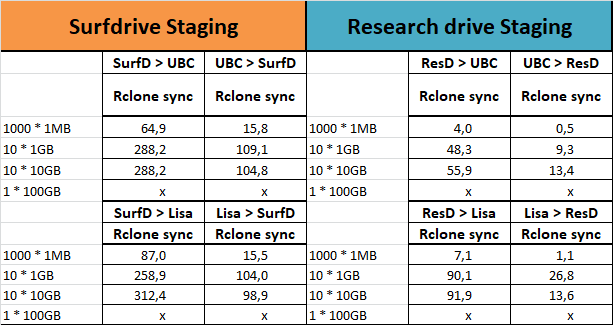 Surfdrive Staging Research drive Staging
SurfD > UBC UBC > SurfD ResD > UBC UBC > ResD
Rclone sync Rclone sync Rclone sync Rclone sync
1000 * 1MB 64,9 15,8 1000 * 1MB 4,0 0,5
10 * 1GB 288,2 109,1 10 * 1GB 48,3 9,3
10 * 10GB 288,2 104,8 10 * 10GB 55,9 13,4
1 * 100GB x x 1 * 100GB x x
SurfD > Lisa Lisa > SurfD ResD > Lisa Lisa > ResD
Rclone sync Rclone sync Rclone sync Rclone sync
1000 * 1MB 87,0 15,5 1000 * 1MB 7,1 1,1
10 * 1GB 258,9 104,0 10 * 1GB 90,1 26,8
10 * 10GB 312,4 98,9 10 * 10GB 91,9 13,6
1 * 100GB x x 1 * 100GB x x